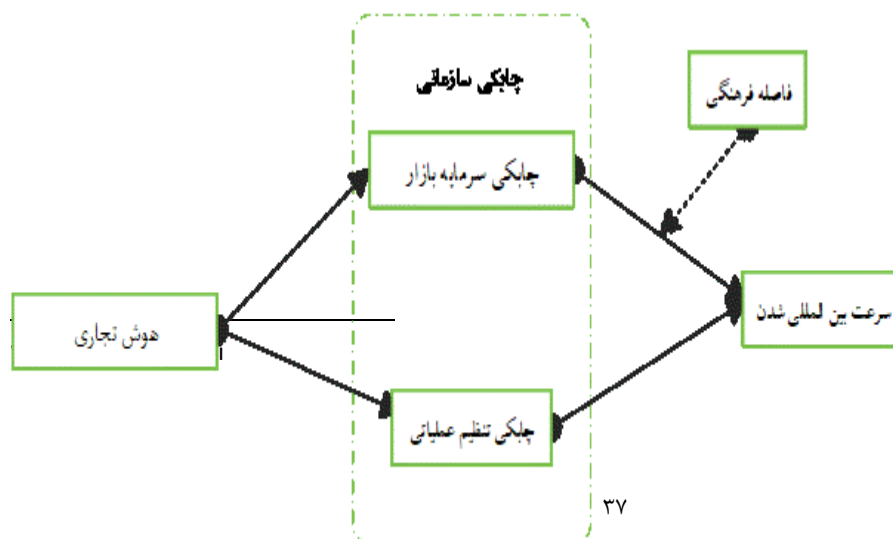 چابکی سازمانی
فاصله فرهنگی
چابکی سرمایه بازار
سرعت بین المللی شدن
هوش تجاری
چابکی تنظیم عملیاتی
۳۷